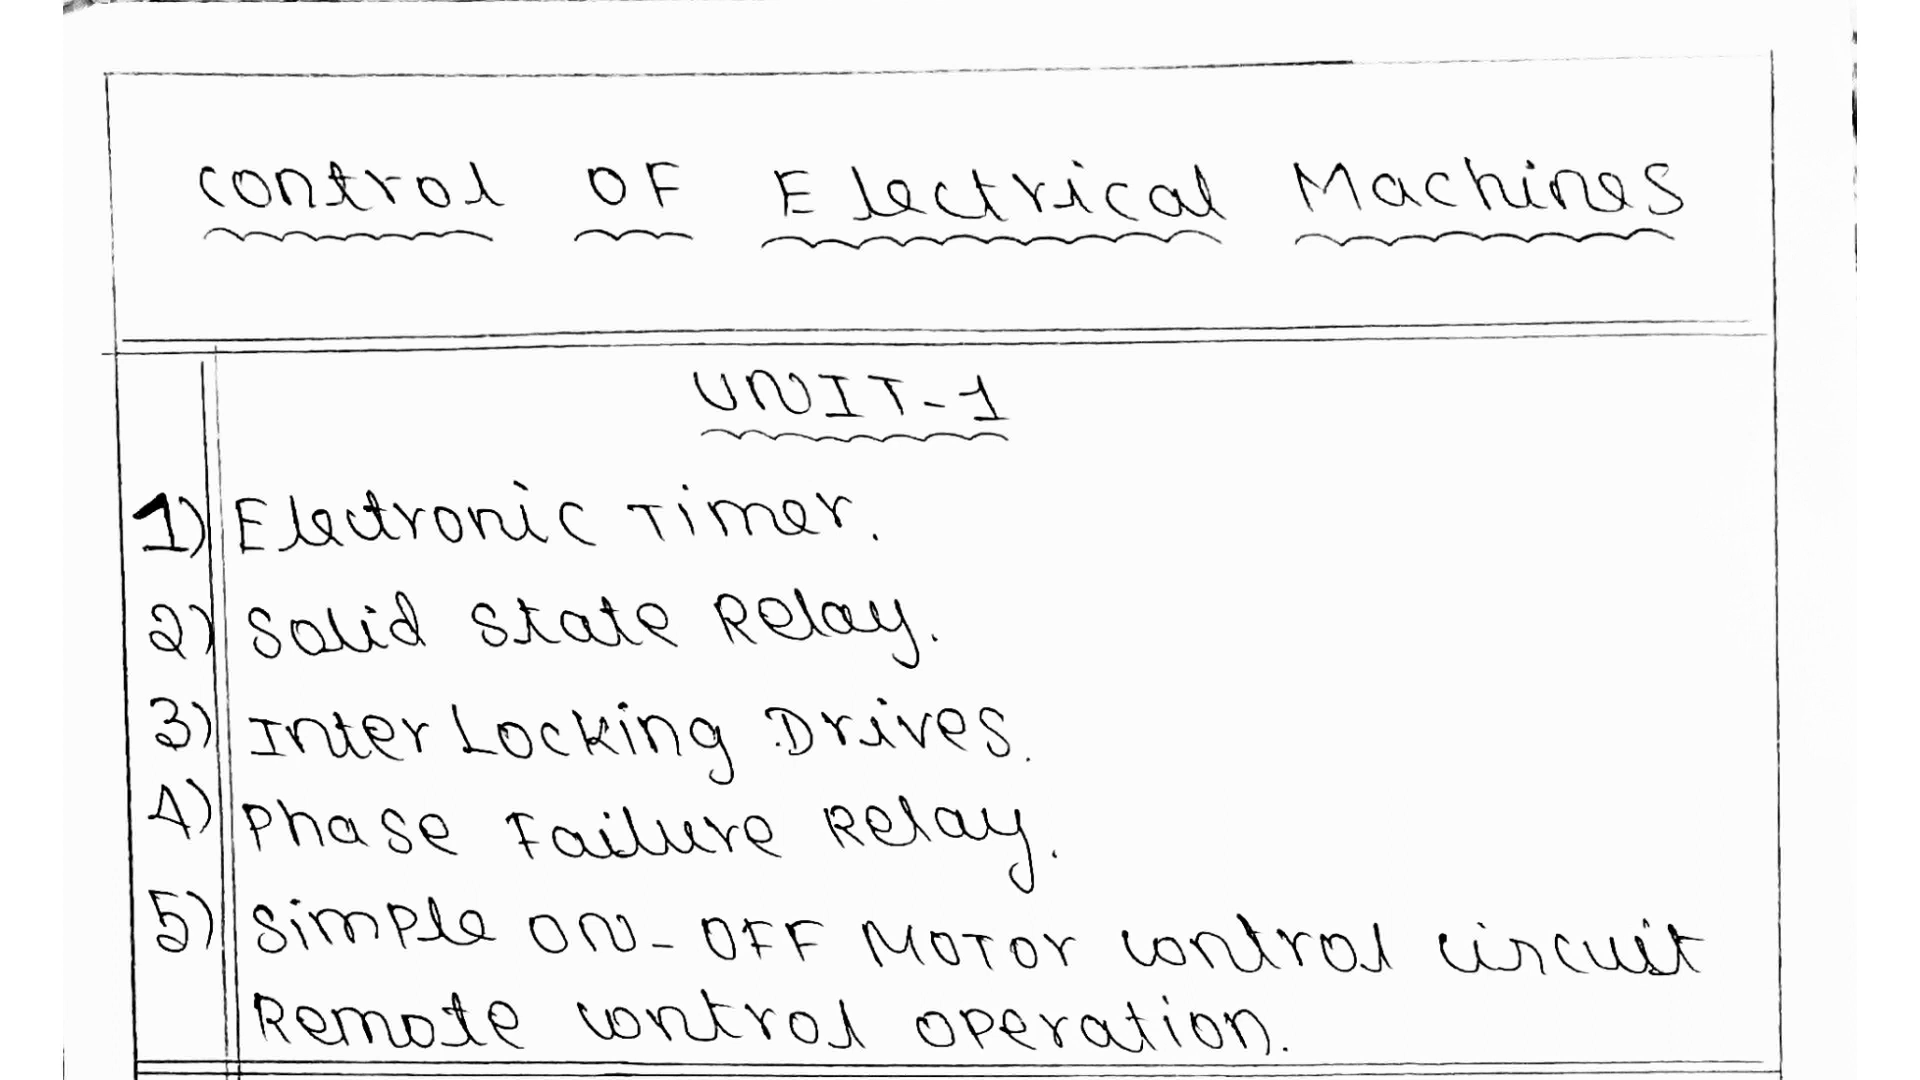 Control OF Electrical Machines
UNIT-1
1) Electronic Timer.
2) Solid State Relay.
3) Inter Locking Drives.
4) Phase Failure Relay.
5) Simple ON-OFF MOTOR control circuit
Remote control operation.